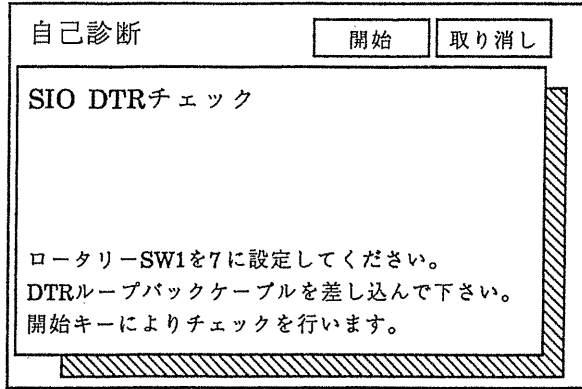 自己診断
開始
取り消し
SIO DTRチェック
ロータリーSW1を7に設定してください。
DTRループバックケーブルを差し込んで下さい。
開始キーによりチェックを行います。